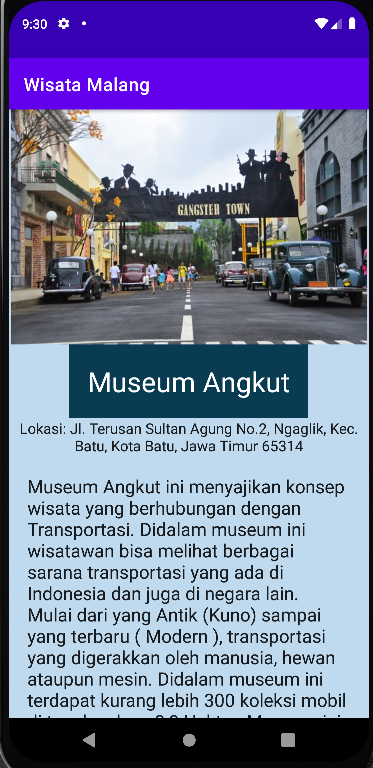 9:30
Wisata Malang
GANGSTER TOWN
Museum Angkut
Lokasi: Jl. Terusan Sultan Agung No.2, Ngaglik, Kec.
Batu, Kota Batu, Jawa Timur 65314
Museum Angkut ini menyajikan konsep
wisata yang berhubungan dengan
Transportasi. Didalam museum ini
wisatawan bisa melihat berbagai
sarana transportasi yang ada di
Indonesia dan juga di negara lain.
Mulai dari yang Antik (Kuno) sampai
yang terbaru ( Modern ), transportasi
yang digerakkan oleh manusia, hewan
ataupun mesin. Didalam museum ini
terdapat kurang lebih 300 koleksi mobil